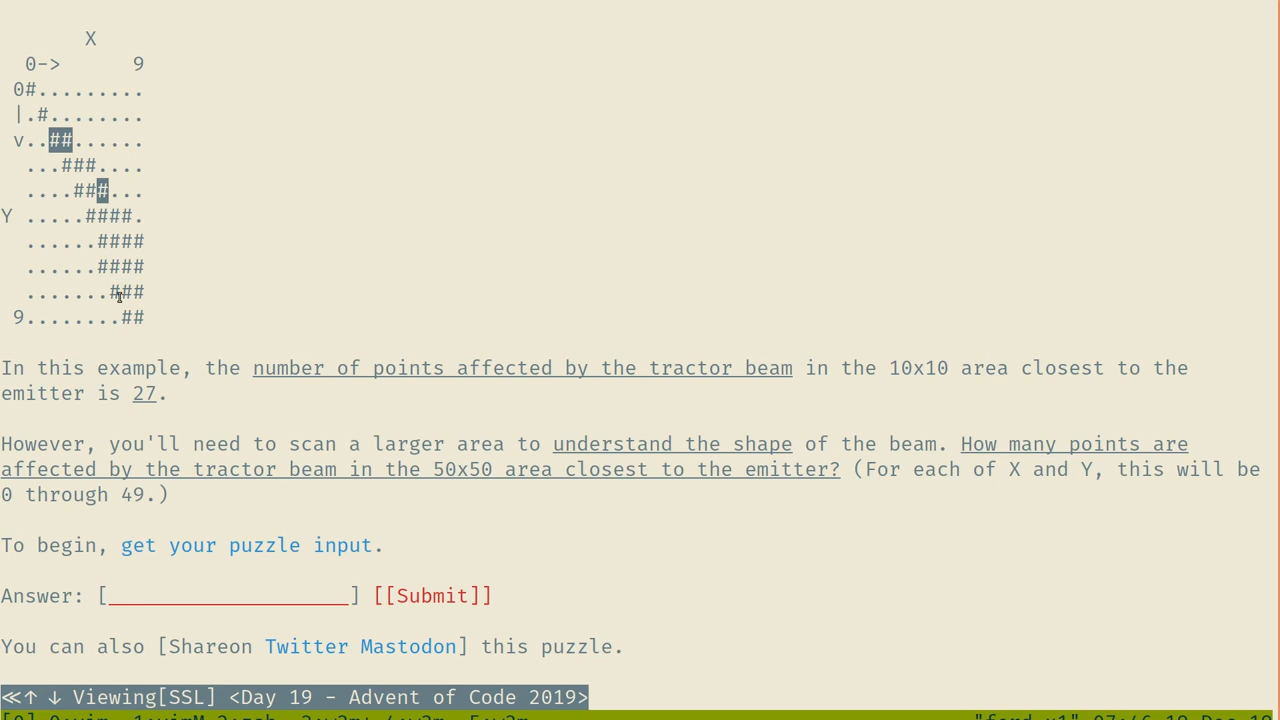 X
0->      9
0#.........
|.#........
v..##......
...###....
....###...
Y .....####.
......####
......####
.......###
9........##
In this example, the number of points affected by the tractor beam in the 10x10 area closest to the
emitter is 27.
However, you'll need to scan a larger area to understand the shape of the beam. How many points are
affected by the tractor beam in the 50x50 area closest to the emitter? (For each of X and Y, this will be
0 through 49.)
To begin, get your puzzle input.
Answer: [____________________] [[Submit]]
You can also [Shareon Twitter Mastodon] this puzzle.
≪↑ ↓ Viewing[SSL] <Day 19 - Advent of Code 2019>